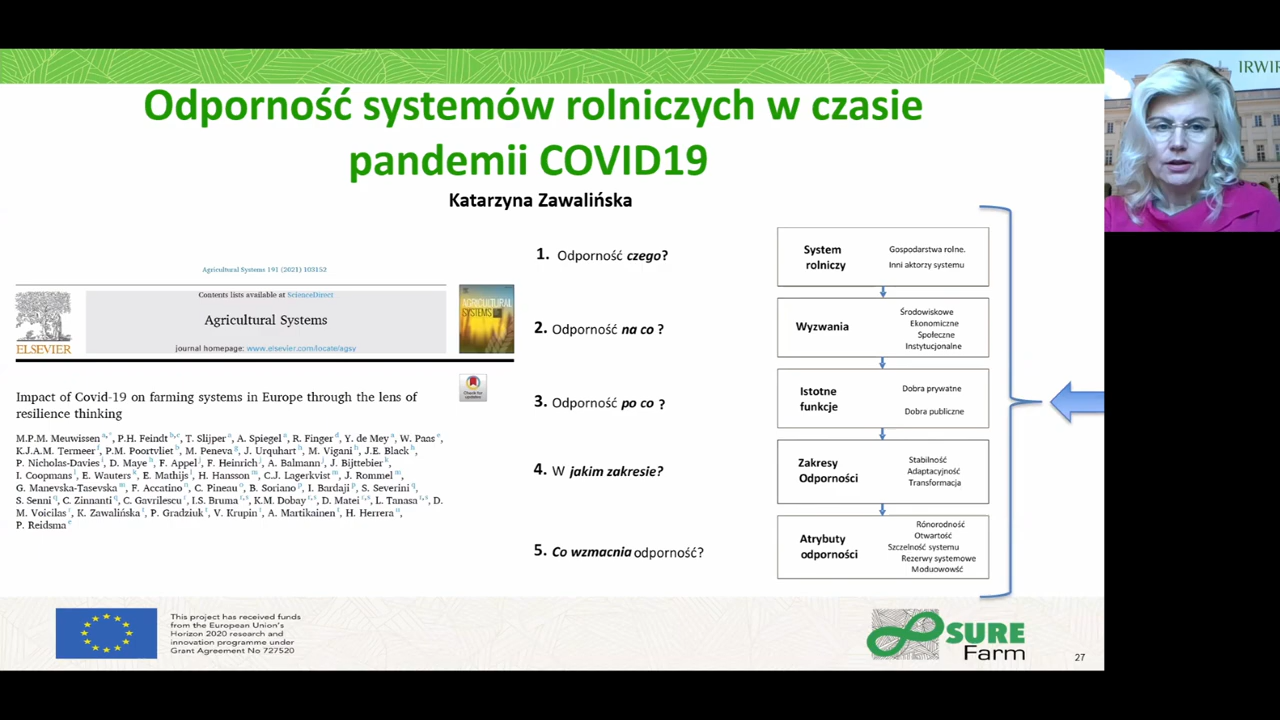 Odporność systemów rolniczych w czasie
pandemii COVID19
Katarzyna Zawalińska
IRWIR
Agricultural Systems 191 (2021) 103152
Contents lists available at ScienceDirect
Agricultural Systems
journal homepage: www.elsevier.com/locate/agsy
ELSEVIER
AGRICULTURAL
SYSTEMS
Check for
updates
Impact of Covid-19 on farming systems in Europe through the lens of
resilience thinking
M.P.M. Meuwissen a,*, P.H. Feindt b,c, T. Slijper a, A. Spiegel a, R. Finger d, Y. de Mey a, W. Paas e,
K.J.A.M. Termeer f, P.M. Poortvliet b, M. Peneva g, J. Urquhart h, M. Vigani h, J.E. Black h,
P. Nicholas-Davies i, D. Maye h, F. Appel j, F. Heinrich j, A. Balmann j, J. Bijttebier k,
I. Coopmans l, E. Wauters k, E. Mathijs l, H. Hansson m, C.J. Lagerkvist m, J. Rommel m,
G. Manevska-Tasevska m, F. Accatino n, C. Pineau o, B. Soriano p, I. Bardaji p, S. Severini q,
S. Senni q, C. Zinnanti q, C. Gavrilescu r, I.S. Bruma r,s, K.M. Dobay r,s, D. Matei r,s, L. Tanasa r,s, D.
M. Voicilas r, K. Zawalińska t, P. Gradziuk t, V. Krupin t, A. Martikainen t, H. Herrera u,
P. Reidsma e
1. Odporność czego?
2. Odporność na co ?
3. Odporność po co ?
4. W jakim zakresie?
5. Co wzmacnia odporność?
System
rolniczy
Gospodarstwa rolne.
Inni aktorzy systemu
Wyzwania
Środowiskowe
Ekonomiczne
Społeczne
Instytucjonalne
Istotne
funkcje
Dobra prywatne
Dobra publiczne
Zakresy
Odporności
Stabilność
Adaptacyjność
Transformacja
Atrybuty
odporności
Rónorodność
Otwartość
Szczelność systemu
Rezerwy systemowe
Moduowowść
This project has received funds
from the European Union's
Horizon 2020 research and
innovation programme under
Grant Agreement No 727520
SURE
Farm
27